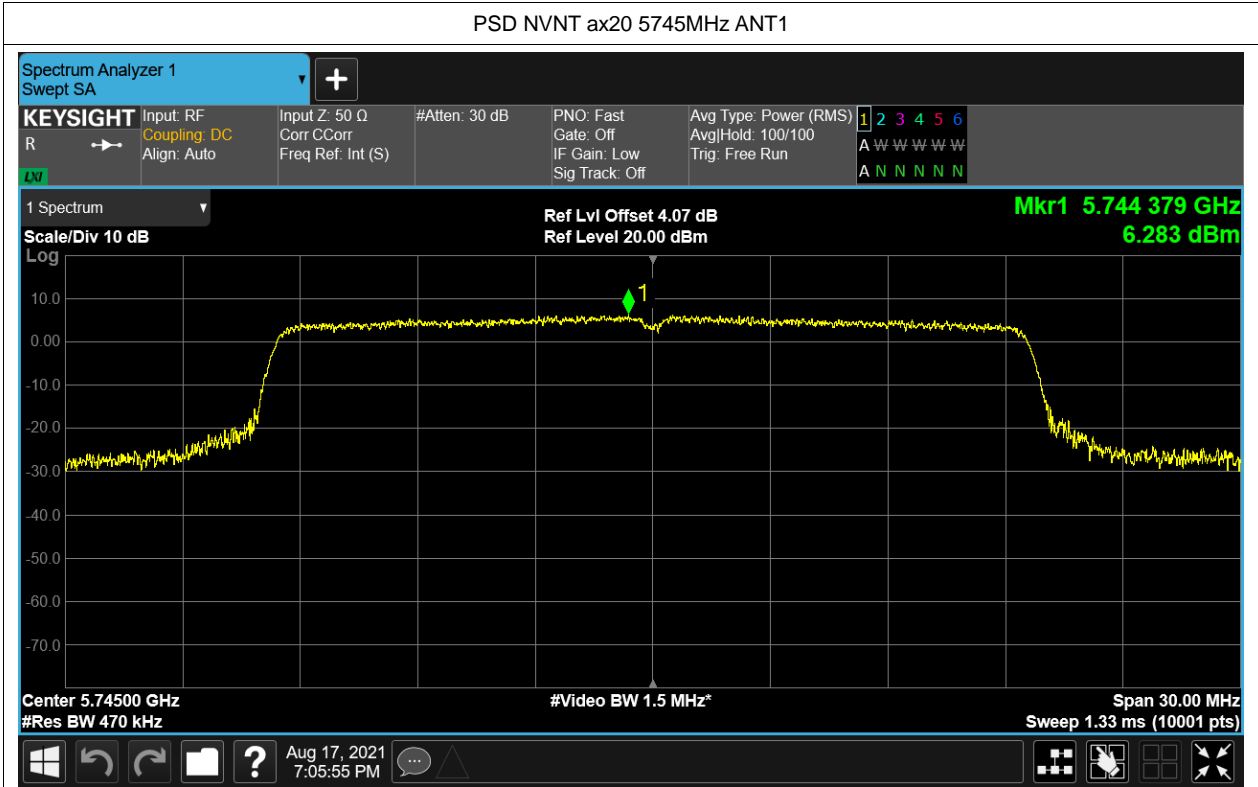 PSD NVNT ax20 5745MHz ANT1
Spectrum Analyzer 1
Swept SA
KEYSIGHT
R
LXI
Input: RF
Coupling: DC
Align: Auto
Input Z: 50 Ω
Corr CCorr
Freq Ref: Int (S)
#Atten: 30 dB
PNO: Fast
Gate: Off
IF Gain: Low
Sig Track: Off
Avg Type: Power (RMS)
Avg|Hold: 100/100
Trig: Free Run
1 2 3 4 5 6
A W W W W W
A N N N N N
1 Spectrum
Scale/Div 10 dB
Log
Ref Lvl Offset 4.07 dB
Ref Level 20.00 dBm
Mkr1 5.744 379 GHz
6.283 dBm
1
10.0
0.00
-10.0
-20.0
-30.0
-40.0
-50.0
-60.0
-70.0
Center 5.74500 GHz
#Res BW 470 kHz
#Video BW 1.5 MHz*
Span 30.00 MHz
Sweep 1.33 ms (10001 pts)
?
Aug 17, 2021
7:05:55 PM